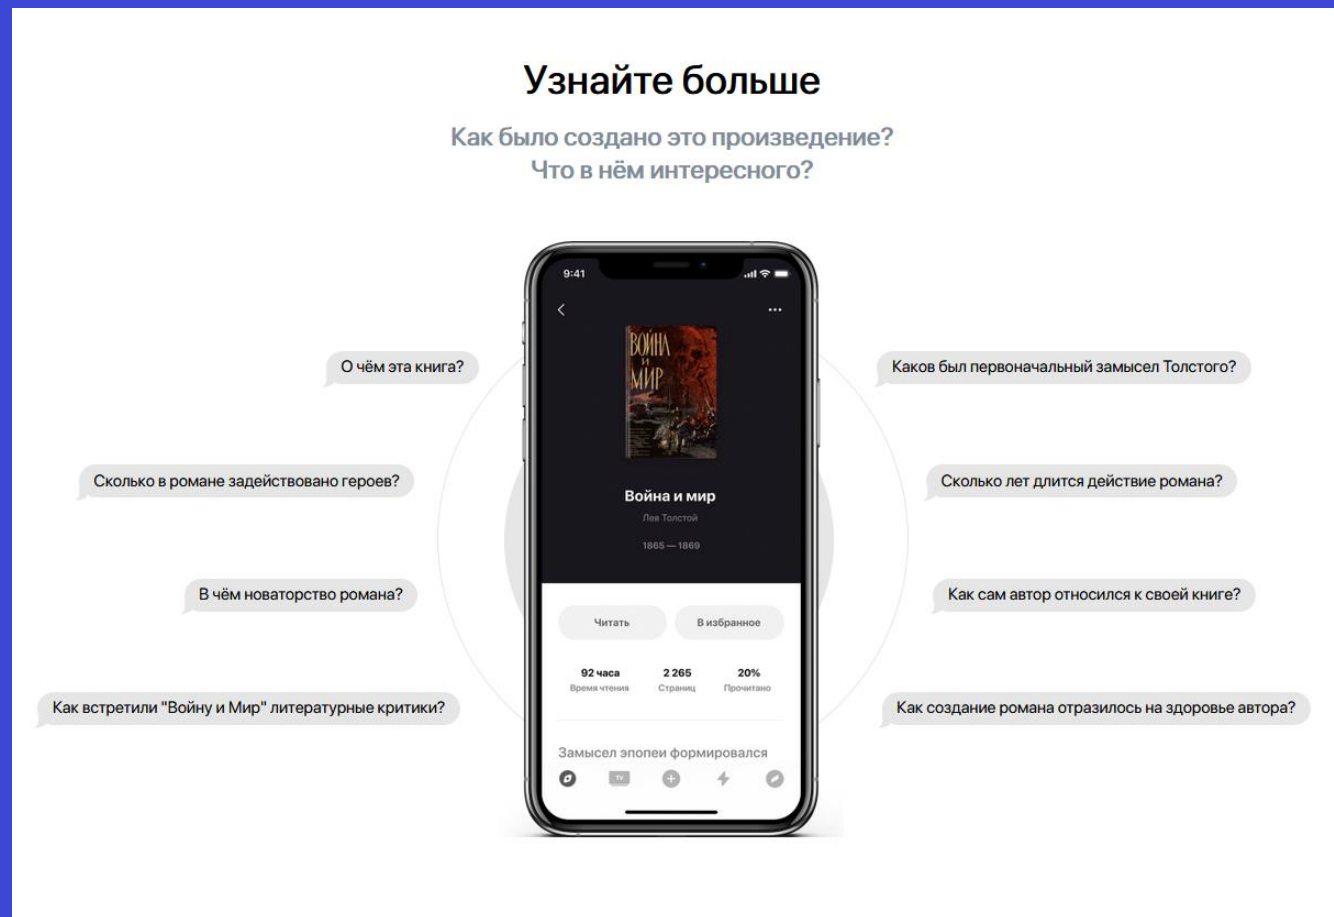 Узнайте больше
Как было создано это произведение?
Что в нём интересного?
9:41
ВОЙНА
И
МИР
Война и мир
Лев Толстой
1865 — 1869
Читать
В избранное
92 часа
2 265
20%
Время чтения
Страниц
Прочитано
Замысел эпопеи формировался
TV
О чём эта книга?
Сколько в романе задействовано героев?
В чём новаторство романа?
Как встретили "Войну и Мир" литературные критики?
Каков был первоначальный замысел Толстого?
Сколько лет длится действие романа?
Как сам автор относился к своей книге?
Как создание романа отразилось на здоровье автора?